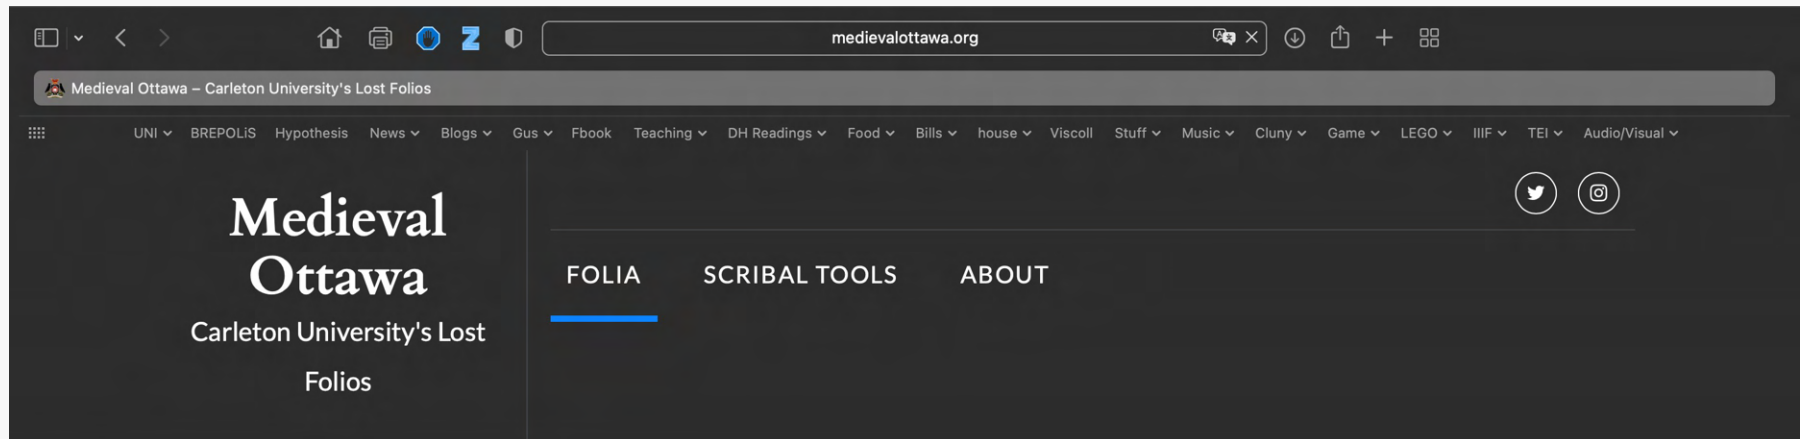 medievalottawa.org
Medieval Ottawa – Carleton University's Lost Folios
UNI BREPOLiS Hypothesis News Blogs Gus Fbook Teaching DH Readings Food Bills house Viscoll Stuff Music Cluny Game LEGO IIIF TEI Audio/Visual
Medieval
Ottawa
Carleton University's Lost
Folios
FOLIA SCRIBAL TOOLS ABOUT